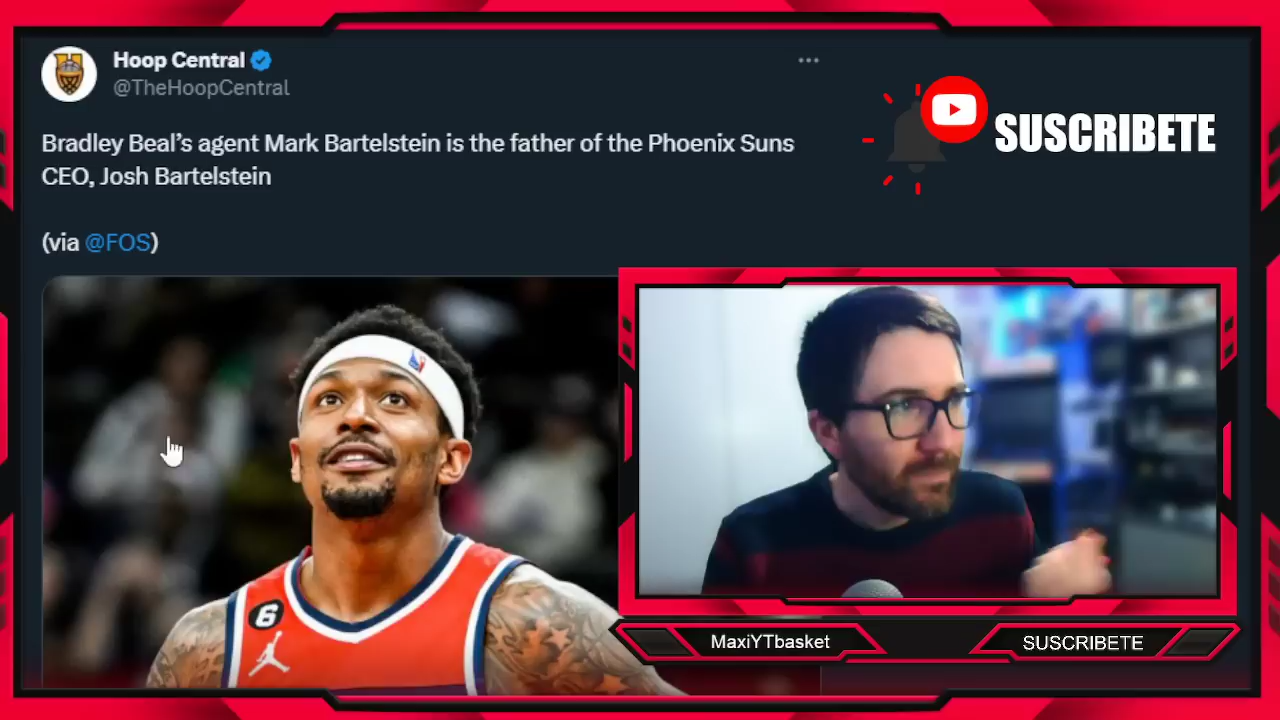 Hoop Central
@TheHoopCentral
Bradley Beal’s agent Mark Bartelstein is the father of the Phoenix Suns
CEO, Josh Bartelstein
(via @FOS)
SUSCRIBETE
6
MaxiYTbasket
SUSCRIBETE